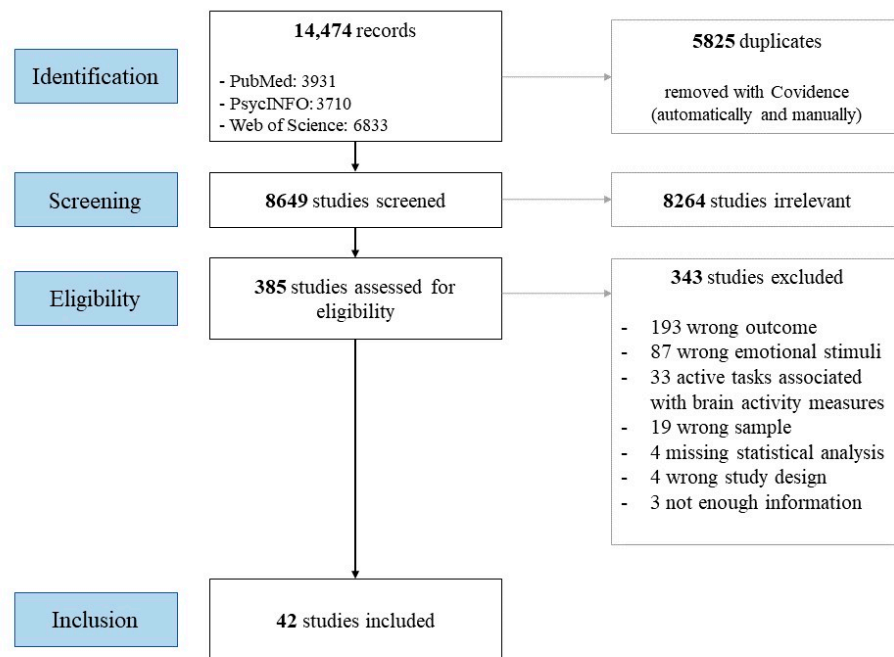 Identification
14,474 records
- PubMed: 3931
- PsycINFO: 3710
- Web of Science: 6833
5825 duplicates
removed with Covidence
(automatically and manually)
Screening
8649 studies screened
8264 studies irrelevant
Eligibility
385 studies assessed for
eligibility
343 studies excluded
- 193 wrong outcome
- 87 wrong emotional stimuli
- 33 active tasks associated
with brain activity measures
- 19 wrong sample
- 4 missing statistical analysis
- 4 wrong study design
- 3 not enough information
Inclusion
42 studies included